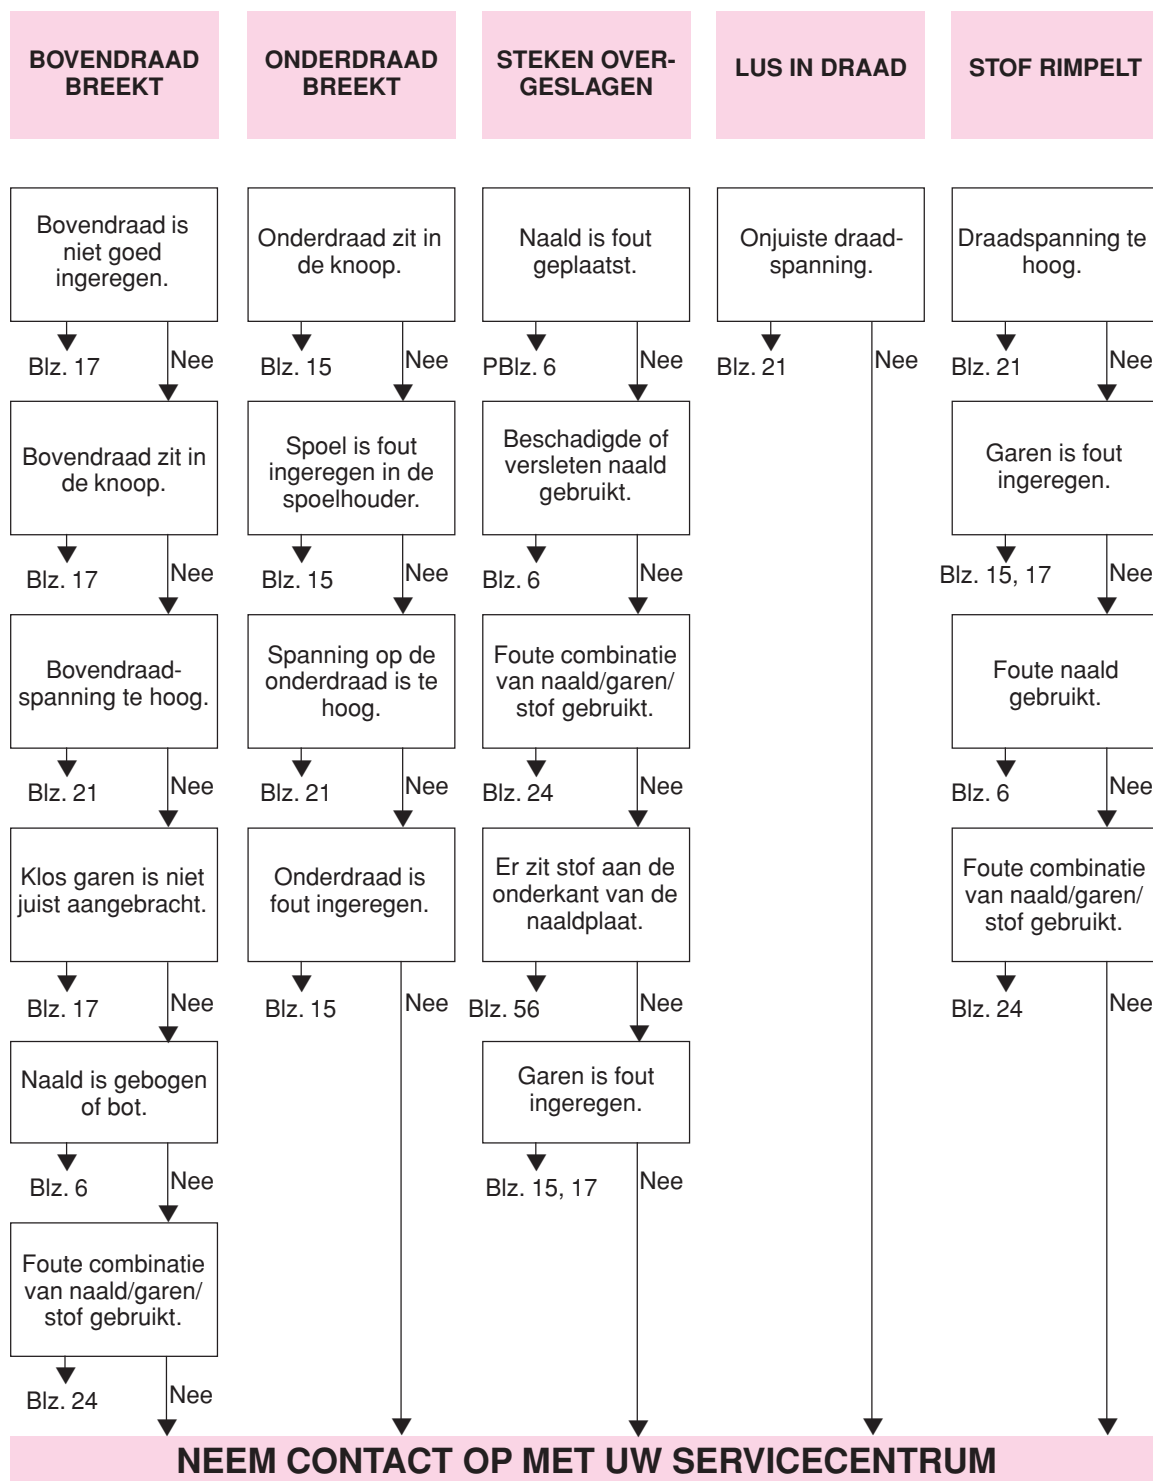 BOVENDRAAD
BREEKT
Bovendraad is
niet goed
ingeregen.
Blz. 17
Nee
Bovendraad zit in
de knoop.
Blz. 17
Nee
Bovendraad-
spanning te hoog.
Blz. 21
Nee
Klos garen is niet
juist aangebracht.
Blz. 17
Nee
Naald is gebogen
of bot.
Blz. 6
Nee
Foute combinatie
van naald/garen/
stof gebruikt.
Blz. 24
Nee
ONDERDRAAD
BREEKT
Onderdraad zit in
de knoop.
Blz. 15
Nee
Spoel is fout
ingeregen in de
spoelhouder.
Blz. 15
Nee
Spanning op de
onderdraad is te
hoog.
Blz. 21
Nee
Onderdraad is
fout ingeregen.
Blz. 15
Nee
STEKEN OVER-
GESLAGEN
Naald is fout
geplaatst.
PBlz. 6
Nee
Beschadigde of
versleten naald
gebruikt.
Blz. 6
Nee
Foute combinatie
van naald/garen/
stof gebruikt.
Blz. 24
Nee
Er zit stof aan de
onderkant van de
naaldplaat.
Blz. 56
Nee
Garen is fout
ingeregen.
Blz. 15, 17
Nee
LUS IN DRAAD
Onjuiste draad-
spanning.
Blz. 21
Nee
STOF RIMPELT
Draadspanning te
hoog.
Blz. 21
Nee
Garen is fout
ingeregen.
Blz. 15, 17
Nee
Foute naald
gebruikt.
Blz. 6
Nee
Foute combinatie
van naald/garen/
stof gebruikt.
Blz. 24
Nee
NEEM CONTACT OP MET UW SERVICECENTRUM